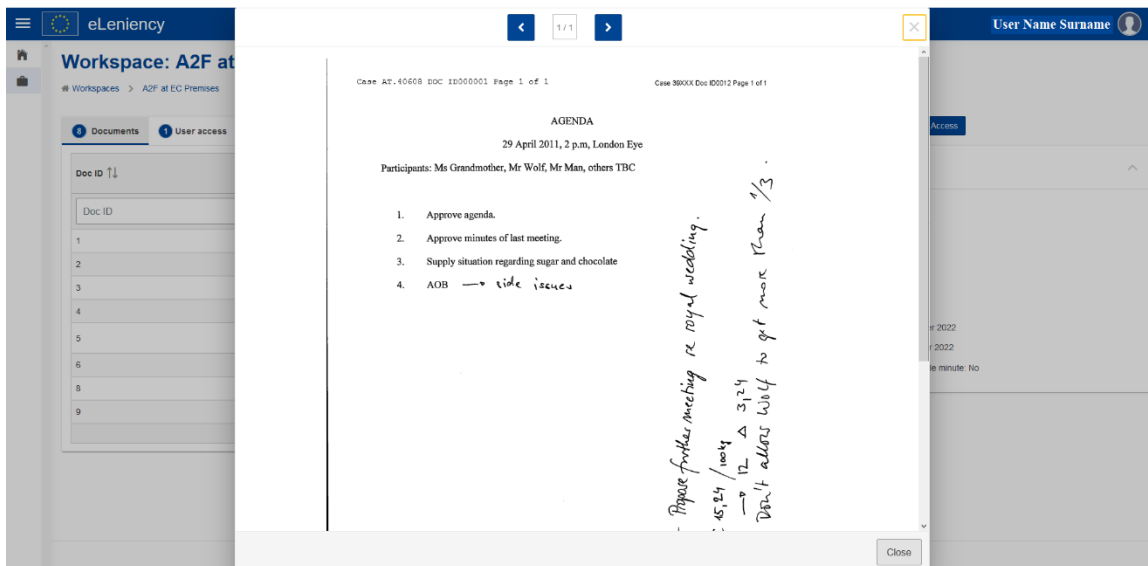 eLeniency
1 / 1
×
User Name Surname
Workspace: A2F at
Workspaces > A2F at EC Premises
8 Documents
1 User access
Access
Doc ID ↑↓
Doc ID
1
2
3
4
5
6
8
9
Case AT.40608 DOC ID000001 Page 1 of 1
Case 39XXX Doc ID0012 Page 1 of 1
AGENDA
29 April 2011, 2 p.m, London Eye
Participants: Ms Grandmother, Mr Wolf, Mr Man, others TBC
1. Approve agenda.
2. Approve minutes of last meeting.
3. Supply situation regarding sugar and chocolate
4. AOB → side issues
- Propose further meeting re royal wedding.
15,24 / 100kg
→ 12 Δ 3,24
Don't allow Wolf to get more than 1/3.
2022
2022
minute: No
Close